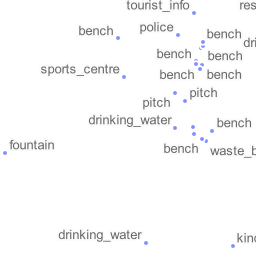 tourist_info
res
police
bench
bench
dri
bench
bench
sports_centre
bench
bench
pitch
pitch
drinking_water
bench
fountain
bench
waste_b
drinking_water
kind